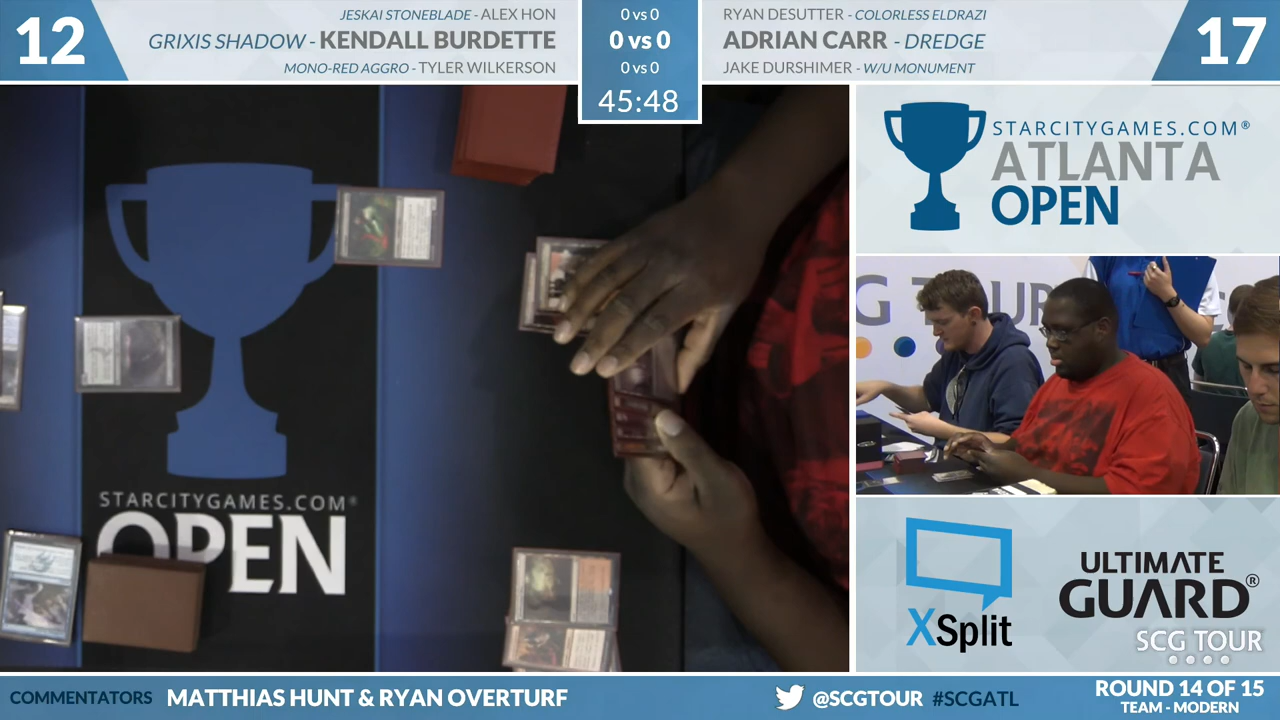 12
JESKAI STONEBLADE - ALEX HON
GRIXIS SHADOW - KENDALL BURDETTE
MONO-RED AGGRO - TYLER WILKERSON
0 vs 0
0 vs 0
0 vs 0
45:48
RYAN DESUTTER - COLORLESS ELDRAZI
ADRIAN CARR - DREDGE
JAKE DURSHIMER - W/U MONUMENT
17
STARCITYGAMES.COM®
ATLANTA
OPEN
STARCITYGAMES.COM®
OPEN
G TOUR
XSplit
ULTIMATE
GUARD®
SCG TOUR
COMMENTATORS MATTHIAS HUNT & RYAN OVERTURF
@SCGTOUR #SCGATL
ROUND 14 OF 15
TEAM - MODERN